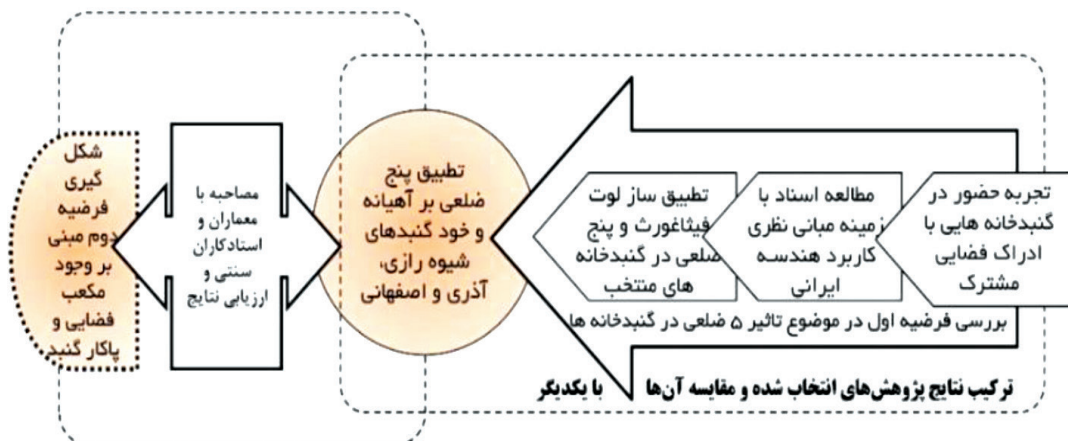 تجربه حضور در
گنبدخانه هایی با
ادراک فضایی
مشترک
مطالعه اسناد با
زمینه مبانی نظری
کاربرد هندسه
ایرانی
تطبیق ساز لوت
فیثاغورث و پنج
ضلعی در گنبدخانه
های منتخب
بررسی فرضیه اول در موضوع تاثیر ۵ ضلعی در گنبدخانه ها
ترکیب نتایج پژوهش‌های انتخاب شده و مقایسه آن‌ها با یکدیگر
تطبیق پنج
ضلعی بر آهیانه
و خود گنبدهای
شیوه رازی،
آذری و اصفهانی
مصاحبه با
معماران و
استادکاران
سنتی و
ارزیابی نتایج
شکل
گیری
فرضیه
دوم مبنی
بر وجود
مکعب
فضایی و
پاکار گنبد